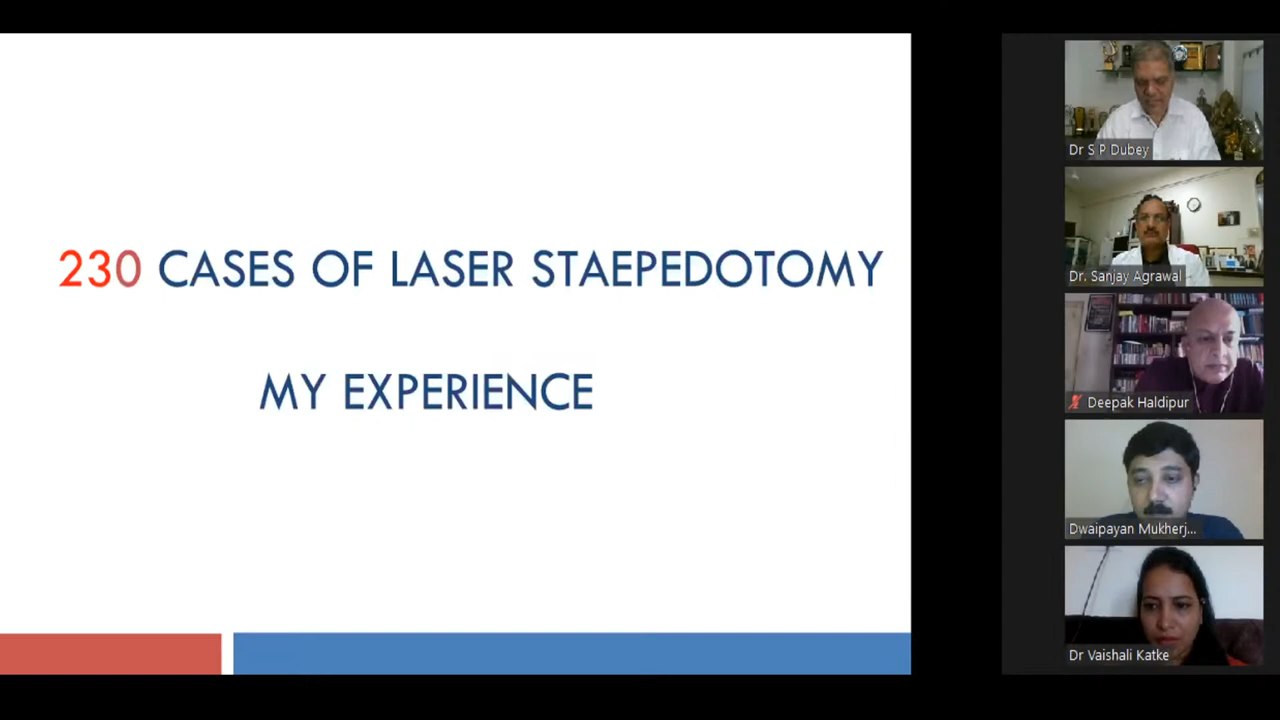 230 CASES OF LASER STAEPEDOTOMY
MY EXPERIENCE
Dr S P Dubey
Dr. Sanjay Agrawal
Deepak Haldipur
Dwaipayan Mukherj...
Dr Vaishali Katke